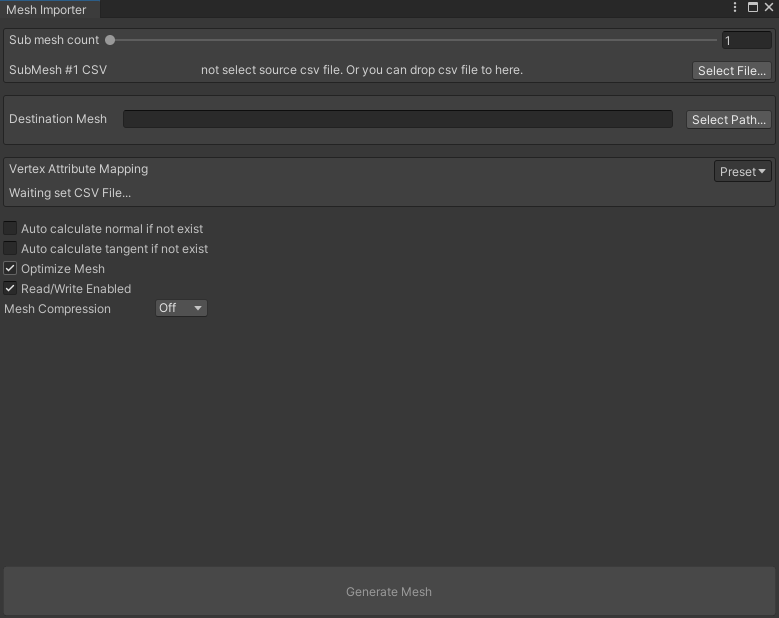 Mesh Importer
Sub mesh count 1
SubMesh #1 CSV not select source csv file. Or you can drop csv file to here. Select File...
Destination Mesh Select Path...
Vertex Attribute Mapping Preset
Waiting set CSV File...
Auto calculate normal if not exist
Auto calculate tangent if not exist
Optimize Mesh
Read/Write Enabled
Mesh Compression Off
Generate Mesh